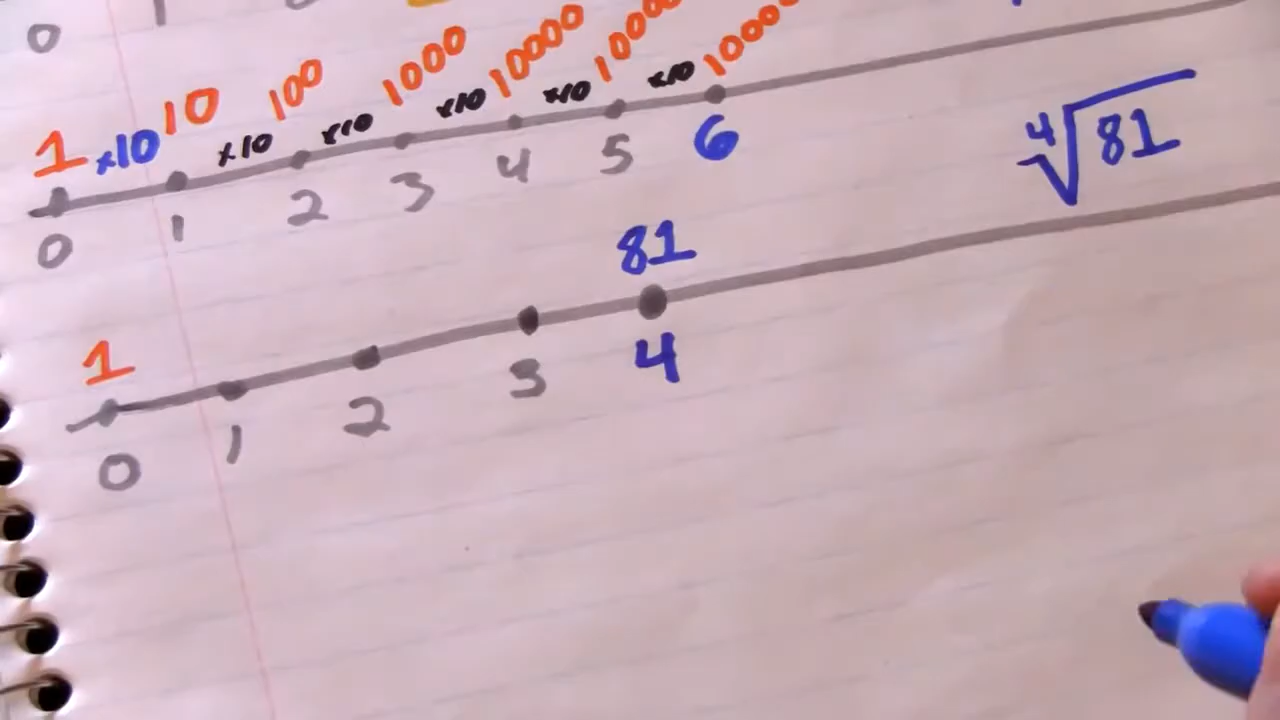 0
1 10 100 1000 10000
×10 ×10 ×10 ×10 ×10 ×10
0 1 2 3 4 5 6
∜81
81
1
0 1 2 3 4